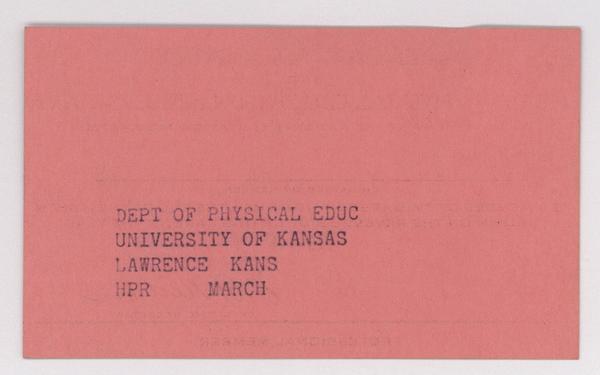 DEPT OF PHYSICAL EDUC
UNIVERSITY OF KANSAS
LAWRENCE KANS
HPR MARCH